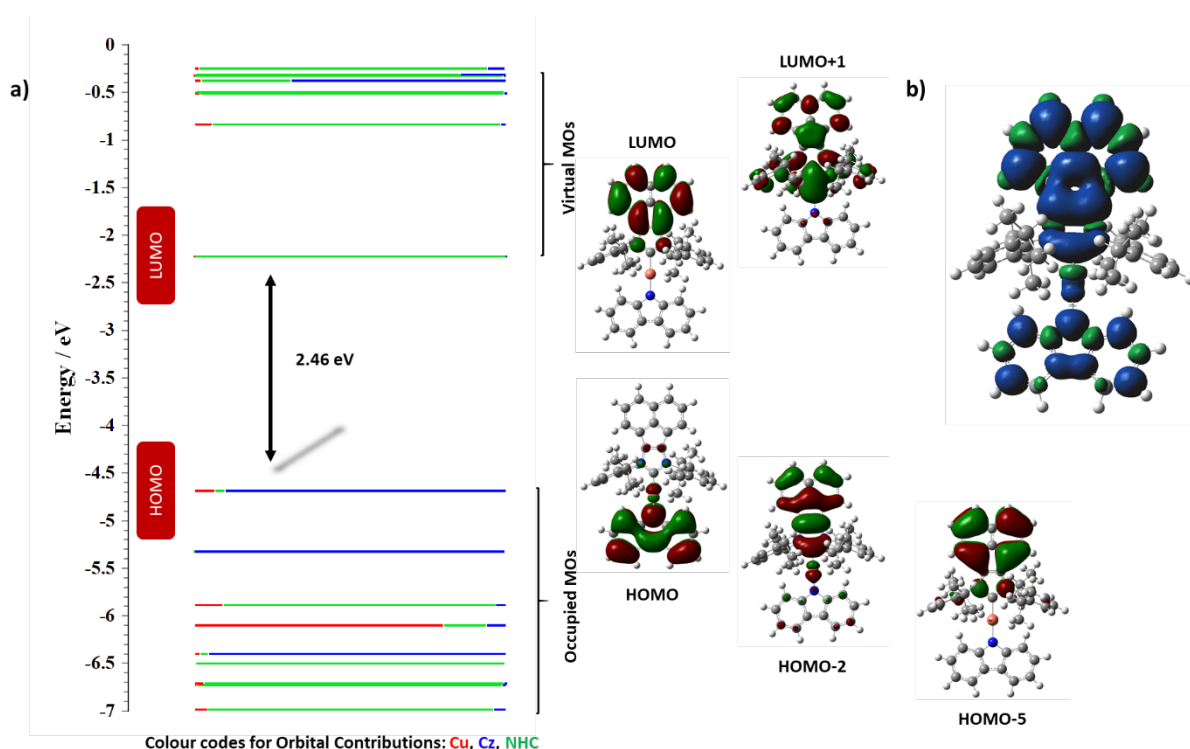 a)
0
-0.5
-1
-1.5
-2
-2.5
-3
-3.5
-4
-4.5
-5
-5.5
-6
-6.5
-7
Energy / eV
LUMO
HOMO
2.46 eV
Virtual MOs
Occupied MOs
Colour codes for Orbital Contributions: Cu, Cz, NHC
LUMO
LUMO+1
HOMO
HOMO-2
HOMO-5
b)